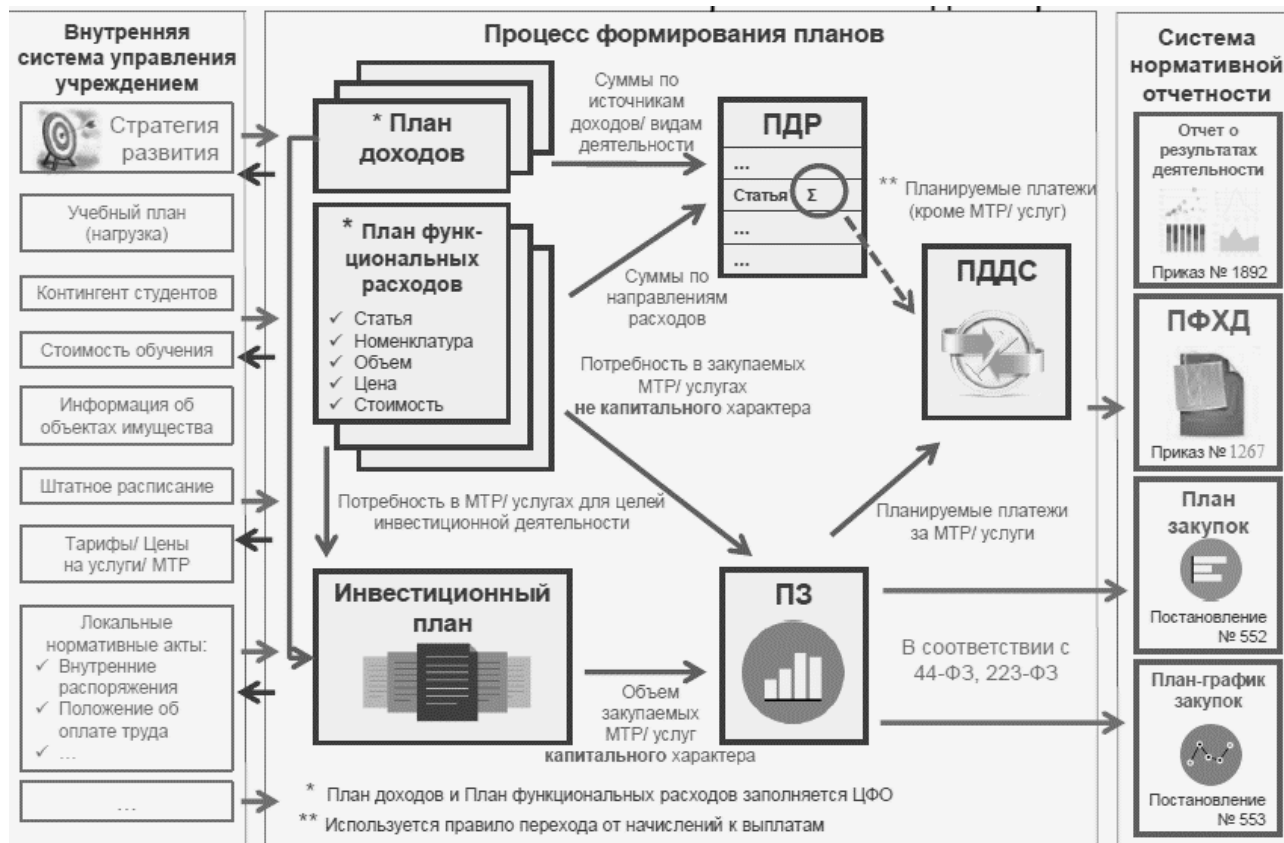 Внутренняя
система управления
учреждением
Стратегия
развития
Учебный план
(нагрузка)
Контингент студентов
Стоимость обучения
Информация об
объектах имущества
Штатное расписание
Тарифы/ Цены
на услуги/ МТР
Локальные
нормативные акты:
✓ Внутренние
распоряжения
✓ Положение об
оплате труда
✓ ...
...
Процесс формирования планов
* План
доходов
Суммы по
источникам
доходов/ видам
деятельности
* План функ-
циональных
расходов
✓ Статья
✓ Номенклатура
✓ Объем
✓ Цена
✓ Стоимость
ПДР
...
Статья Σ
...
...
Суммы по
направлениям
расходов
** Планируемые платежи
(кроме МТР/ услуг)
ПДДС
Потребность в закупаемых
МТР/ услугах
не капитального характера
Потребность в МТР/ услугах для целей
инвестиционной деятельности
Планируемые платежи
за МТР/ услуги
Инвестиционный
план
Объем
закупаемых
МТР/ услуг
капитального характера
ПЗ
В соответствии с
44-ФЗ, 223-ФЗ
* План доходов и План функциональных расходов заполняется ЦФО
** Используется правило перехода от начислений к выплатам
Система
нормативной
отчетности
Отчет о
результатах
деятельности
Приказ № 1892
ПФХД
Приказ № 1267
План
закупок
Постановление
№ 552
План-график
закупок
Постановление
№ 553